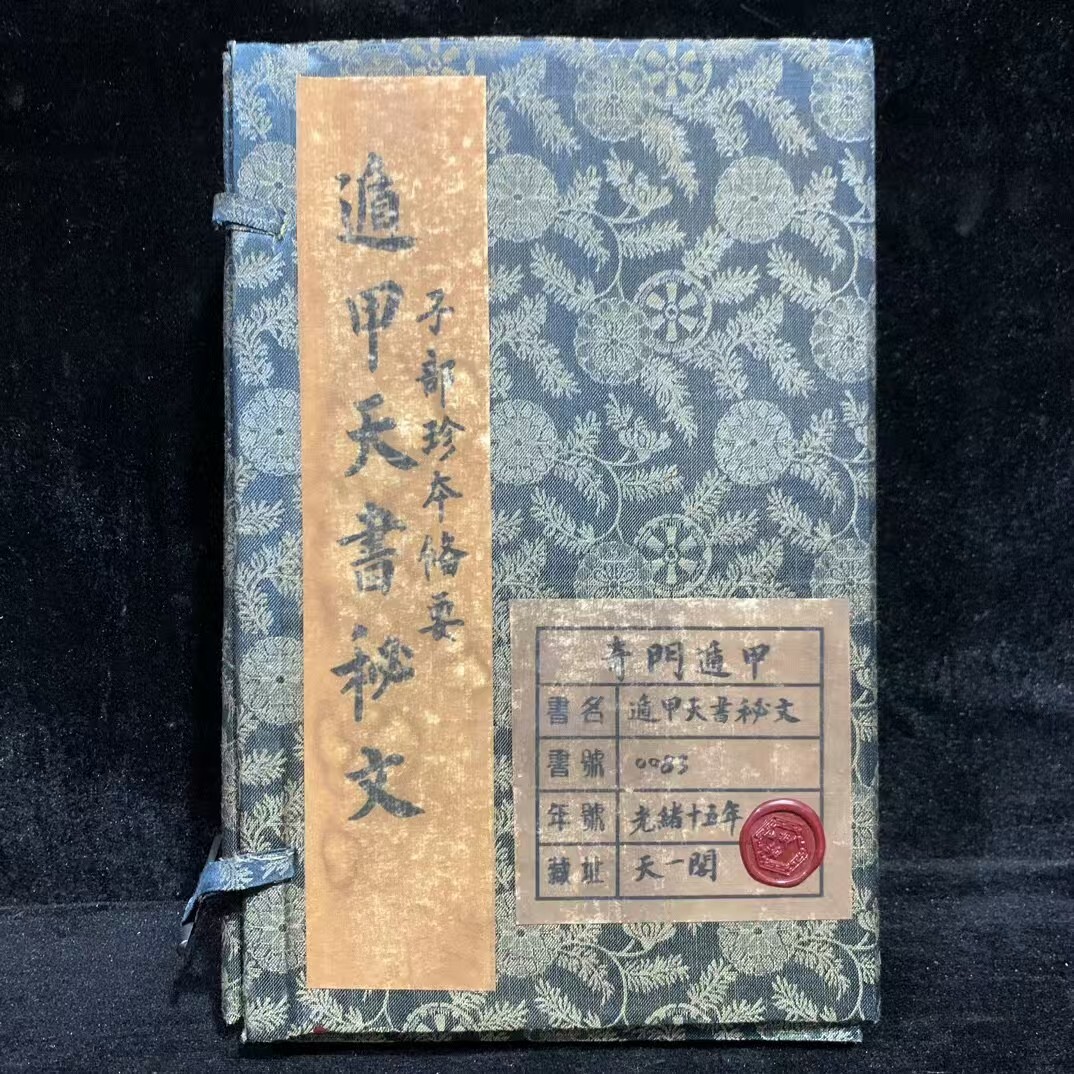 遁甲天書秘文
子部珍本備要
奇門遁甲
書名 遁甲天書秘文
書號 0083
年號 光緒十五年
藏址 天一閣